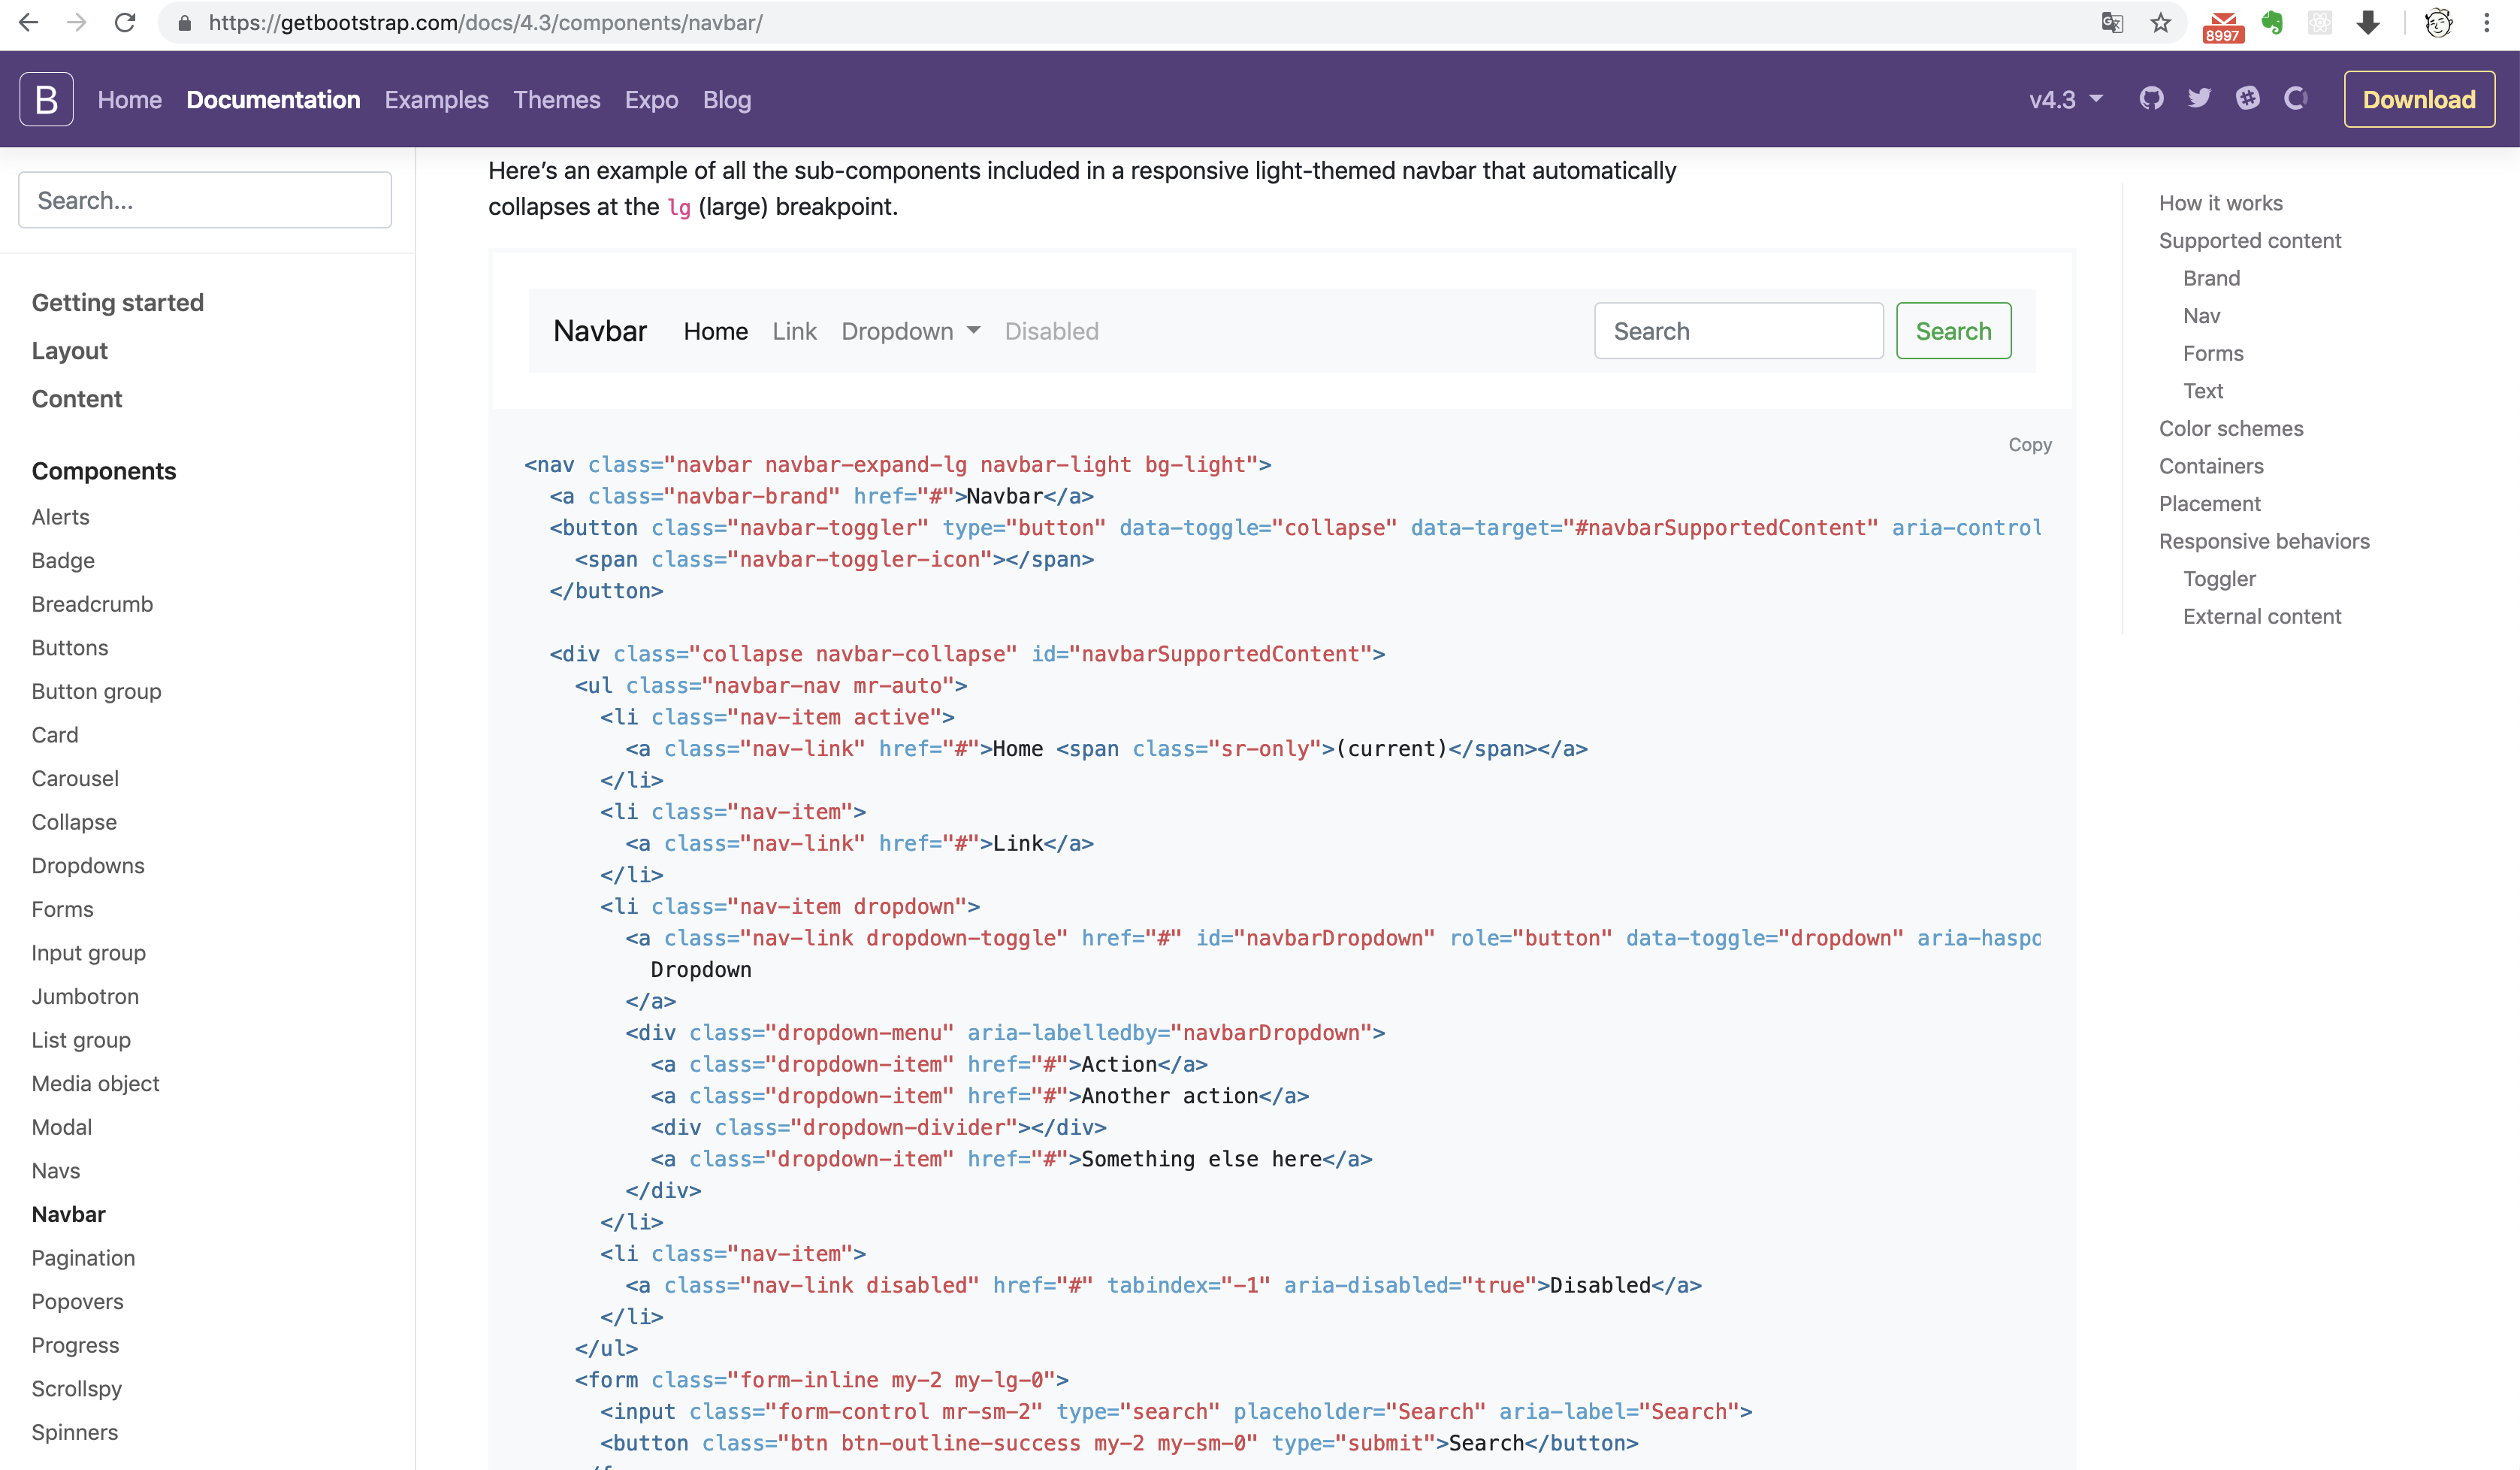 https://getbootstrap.com/docs/4.3/components/navbar/
8997
B Home Documentation Examples Themes Expo Blog v4.3 Download
Search...
Getting started
Layout
Content
Components
Alerts
Badge
Breadcrumb
Buttons
Button group
Card
Carousel
Collapse
Dropdowns
Forms
Input group
Jumbotron
List group
Media object
Modal
Navs
Navbar
Pagination
Popovers
Progress
Scrollspy
Spinners
Here’s an example of all the sub-components included in a responsive light-themed navbar that automatically
collapses at the lg (large) breakpoint.
Navbar Home Link Dropdown Disabled Search Search
Copy
<nav class="navbar navbar-expand-lg navbar-light bg-light">
  <a class="navbar-brand" href="#">Navbar</a>
  <button class="navbar-toggler" type="button" data-toggle="collapse" data-target="#navbarSupportedContent" aria-control
    <span class="navbar-toggler-icon"></span>
  </button>
  <div class="collapse navbar-collapse" id="navbarSupportedContent">
    <ul class="navbar-nav mr-auto">
      <li class="nav-item active">
        <a class="nav-link" href="#">Home <span class="sr-only">(current)</span></a>
      </li>
      <li class="nav-item">
        <a class="nav-link" href="#">Link</a>
      </li>
      <li class="nav-item dropdown">
        <a class="nav-link dropdown-toggle" href="#" id="navbarDropdown" role="button" data-toggle="dropdown" aria-haspo
          Dropdown
        </a>
        <div class="dropdown-menu" aria-labelledby="navbarDropdown">
          <a class="dropdown-item" href="#">Action</a>
          <a class="dropdown-item" href="#">Another action</a>
          <div class="dropdown-divider"></div>
          <a class="dropdown-item" href="#">Something else here</a>
        </div>
      </li>
      <li class="nav-item">
        <a class="nav-link disabled" href="#" tabindex="-1" aria-disabled="true">Disabled</a>
      </li>
    </ul>
    <form class="form-inline my-2 my-lg-0">
      <input class="form-control mr-sm-2" type="search" placeholder="Search" aria-label="Search">
      <button class="btn btn-outline-success my-2 my-sm-0" type="submit">Search</button>
How it works
Supported content
Brand
Nav
Forms
Text
Color schemes
Containers
Placement
Responsive behaviors
Toggler
External content